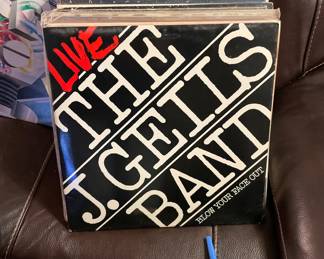 LIVE
THE
J. GEILS
BAND
BLOW YOUR FACE OUT